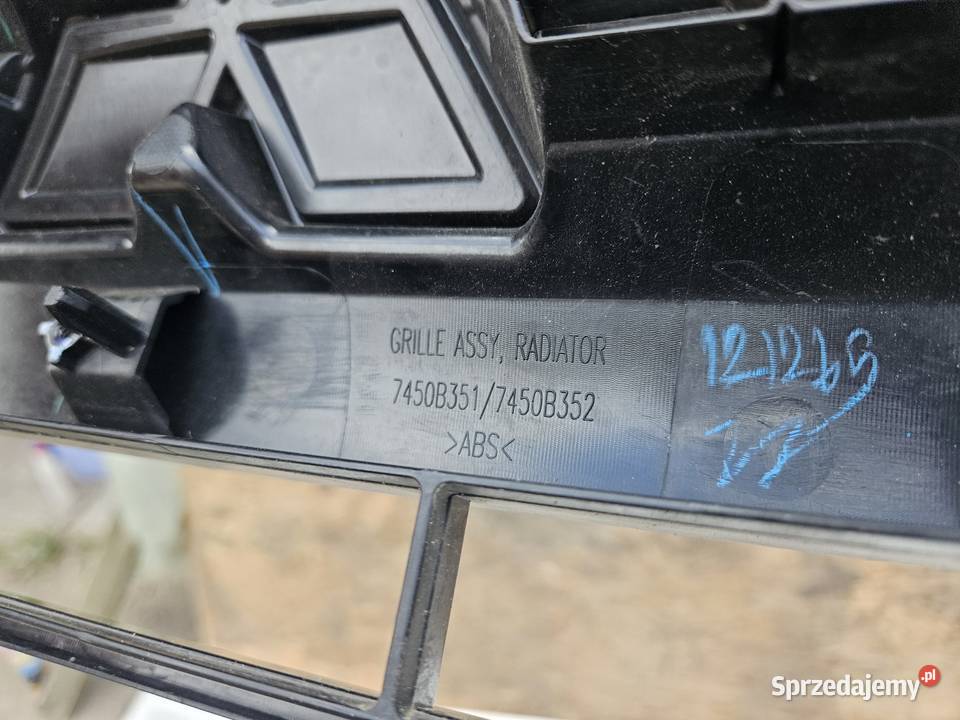 GRILLE ASSY, RADIATOR
7450B351/7450B352
>ABS<
Sprzedajemy.pl